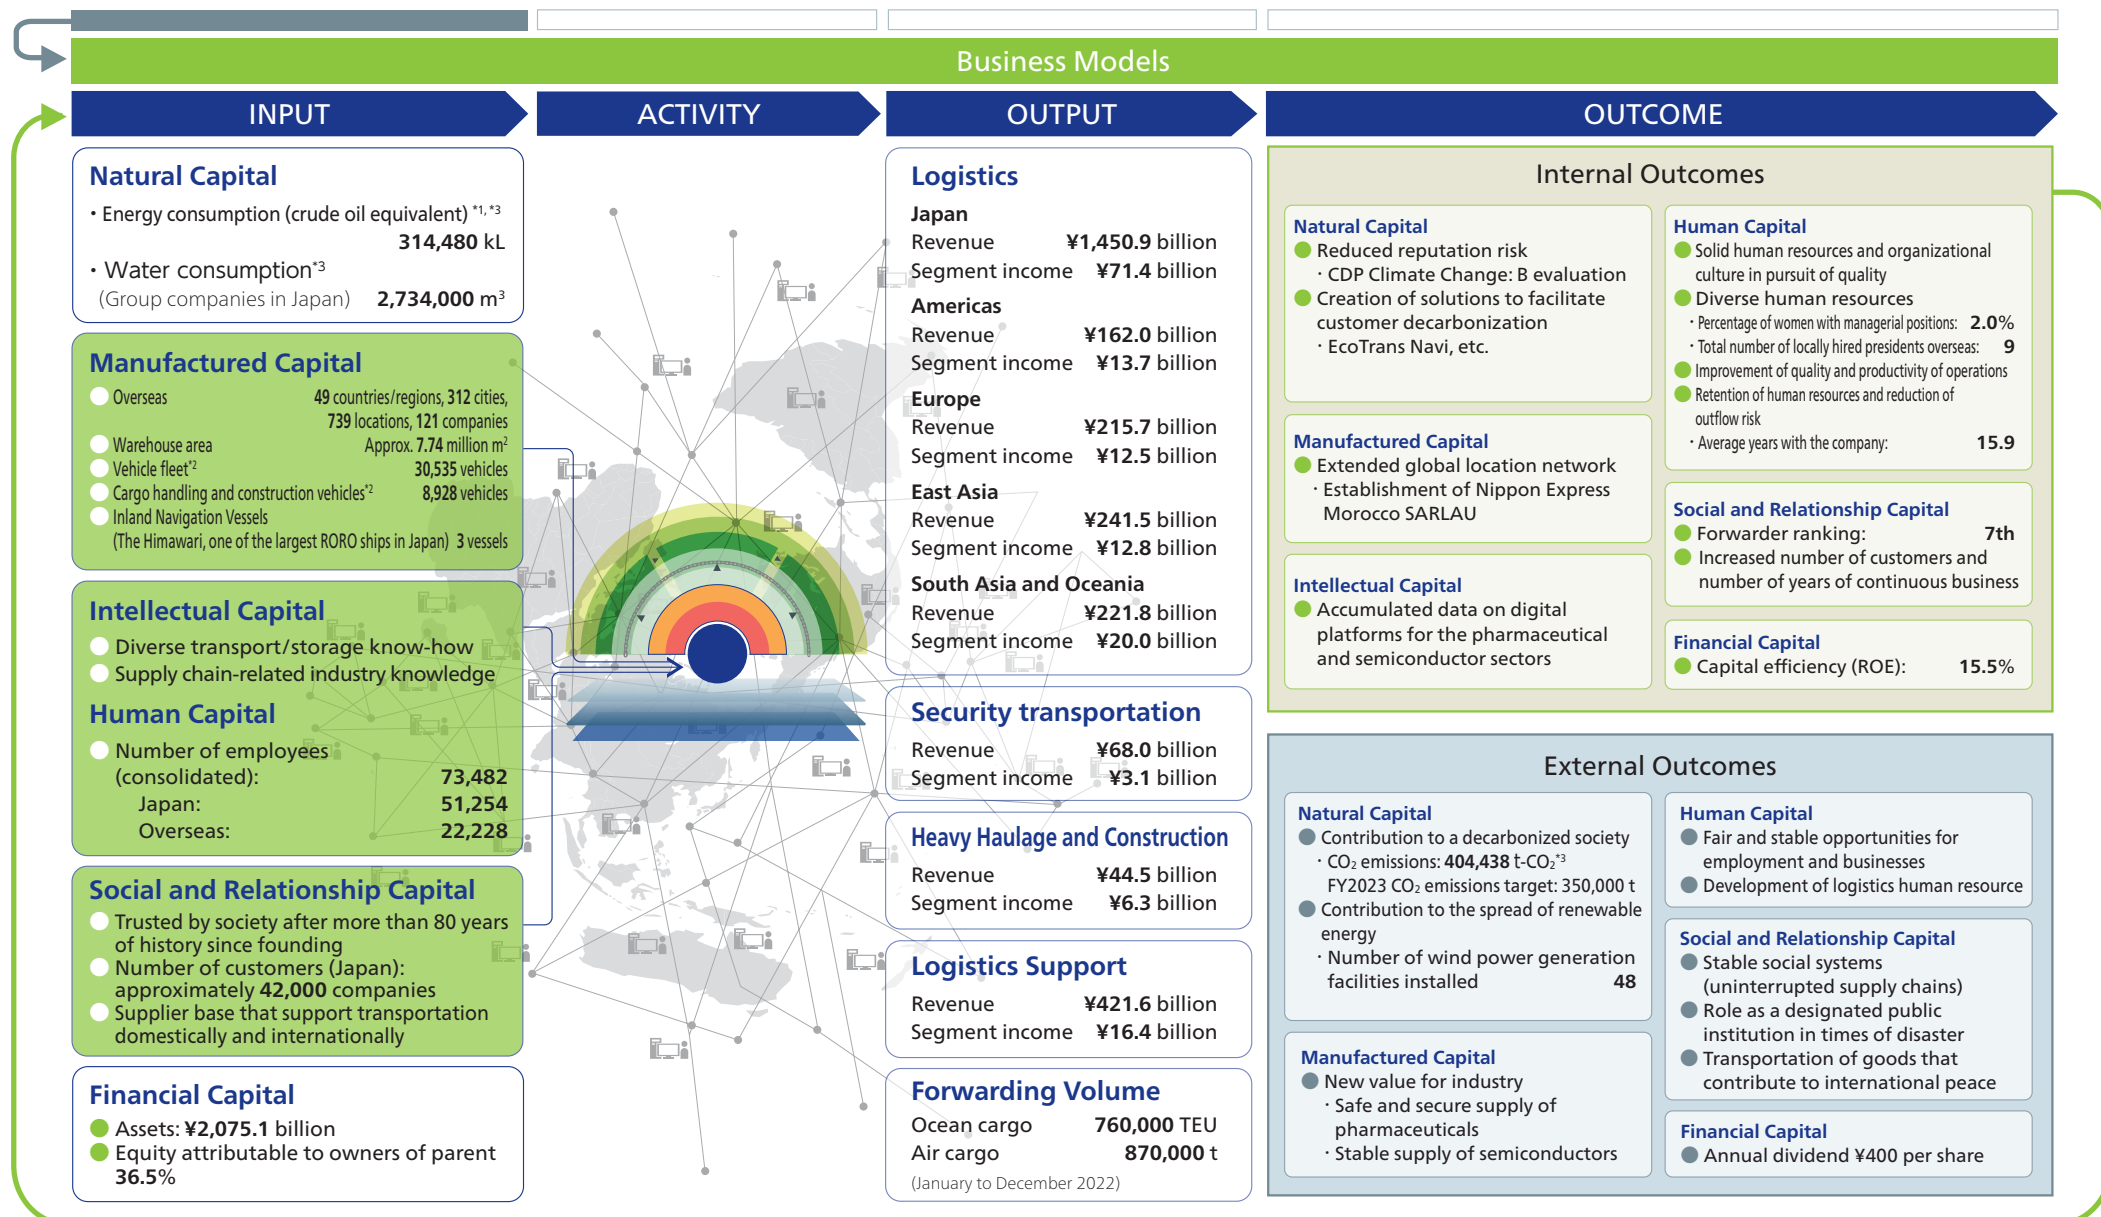 Business Models
INPUT
ACTIVITY
OUTPUT
OUTCOME
Natural Capital
・Energy consumption (crude oil equivalent) *1, *3
314,480 kL
・Water consumption*3
(Group companies in Japan) 2,734,000 m3
Manufactured Capital
Overseas 49 countries/regions, 312 cities,
739 locations, 121 companies
Warehouse area Approx. 7.74 million m2
Vehicle fleet*2 30,535 vehicles
Cargo handling and construction vehicles*2 8,928 vehicles
Inland Navigation Vessels
(The Himawari, one of the largest RORO ships in Japan) 3 vessels
Intellectual Capital
Diverse transport/storage know-how
Supply chain-related industry knowledge
Human Capital
Number of employees
(consolidated): 73,482
Japan: 51,254
Overseas: 22,228
Social and Relationship Capital
Trusted by society after more than 80 years
of history since founding
Number of customers (Japan):
approximately 42,000 companies
Supplier base that support transportation
domestically and internationally
Financial Capital
Assets: ¥2,075.1 billion
Equity attributable to owners of parent
36.5%
Logistics
Japan
Revenue ¥1,450.9 billion
Segment income ¥71.4 billion
Americas
Revenue ¥162.0 billion
Segment income ¥13.7 billion
Europe
Revenue ¥215.7 billion
Segment income ¥12.5 billion
East Asia
Revenue ¥241.5 billion
Segment income ¥12.8 billion
South Asia and Oceania
Revenue ¥221.8 billion
Segment income ¥20.0 billion
Security transportation
Revenue ¥68.0 billion
Segment income ¥3.1 billion
Heavy Haulage and Construction
Revenue ¥44.5 billion
Segment income ¥6.3 billion
Logistics Support
Revenue ¥421.6 billion
Segment income ¥16.4 billion
Forwarding Volume
Ocean cargo 760,000 TEU
Air cargo 870,000 t
(January to December 2022)
Internal Outcomes
Natural Capital
Reduced reputation risk
・CDP Climate Change: B evaluation
Creation of solutions to facilitate
customer decarbonization
・EcoTrans Navi, etc.
Manufactured Capital
Extended global location network
・Establishment of Nippon Express
Morocco SARLAU
Intellectual Capital
Accumulated data on digital
platforms for the pharmaceutical
and semiconductor sectors
Human Capital
Solid human resources and organizational
culture in pursuit of quality
Diverse human resources
・Percentage of women with managerial positions: 2.0%
・Total number of locally hired presidents overseas: 9
Improvement of quality and productivity of operations
Retention of human resources and reduction of
outflow risk
・Average years with the company: 15.9
Social and Relationship Capital
Forwarder ranking: 7th
Increased number of customers and
number of years of continuous business
Financial Capital
Capital efficiency (ROE): 15.5%
External Outcomes
Natural Capital
Contribution to a decarbonized society
・CO2 emissions: 404,438 t-CO2*3
FY2023 CO2 emissions target: 350,000 t
Contribution to the spread of renewable
energy
・Number of wind power generation
facilities installed 48
Manufactured Capital
New value for industry
・Safe and secure supply of
pharmaceuticals
・Stable supply of semiconductors
Human Capital
Fair and stable opportunities for
employment and businesses
Development of logistics human resource
Social and Relationship Capital
Stable social systems
(uninterrupted supply chains)
Role as a designated public
institution in times of disaster
Transportation of goods that
contribute to international peace
Financial Capital
Annual dividend ¥400 per share